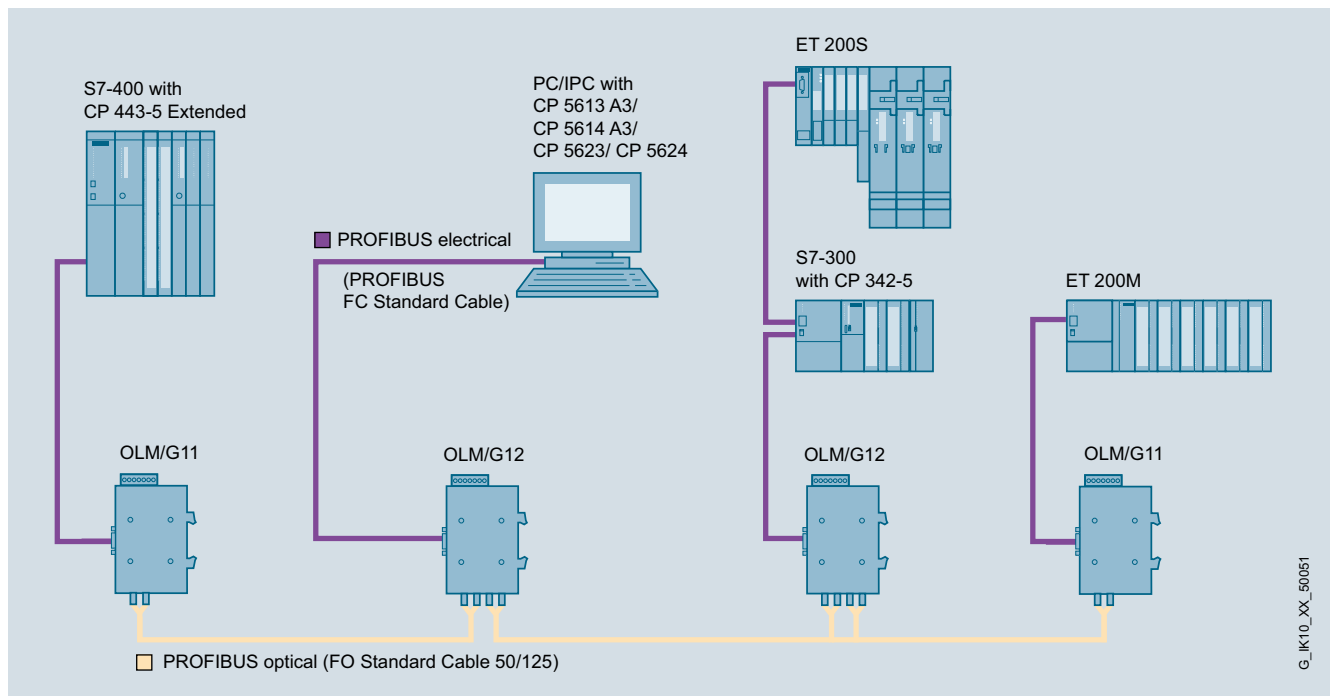 ET 200S
S7-400 with
CP 443-5 Extended
PC/IPC with
CP 5613 A3/
CP 5614 A3/
CP 5623/ CP 5624
PROFIBUS electrical
(PROFIBUS
FC Standard Cable)
S7-300
with CP 342-5
ET 200M
OLM/G11
OLM/G12
OLM/G12
OLM/G11
PROFIBUS optical (FO Standard Cable 50/125)
G_IK10_XX_50051